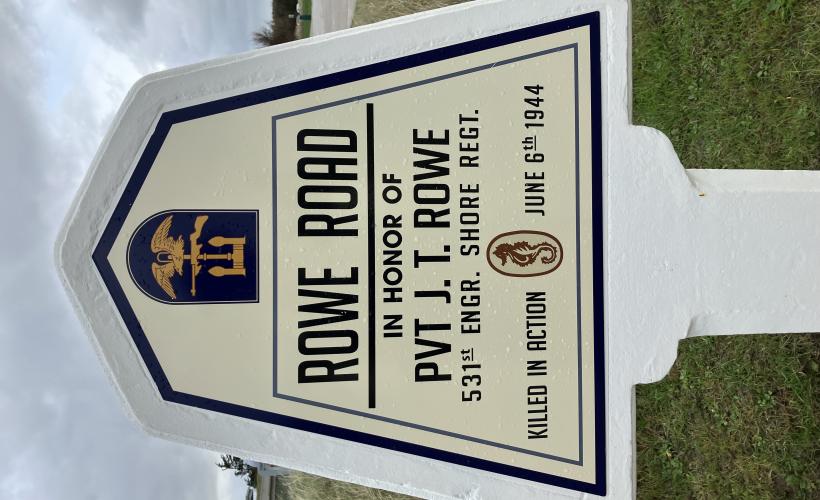 ROWE ROAD
IN HONOR OF
PVT J. T. ROWE
531st ENGR. SHORE REGT.
KILLED IN ACTION JUNE 6th 1944